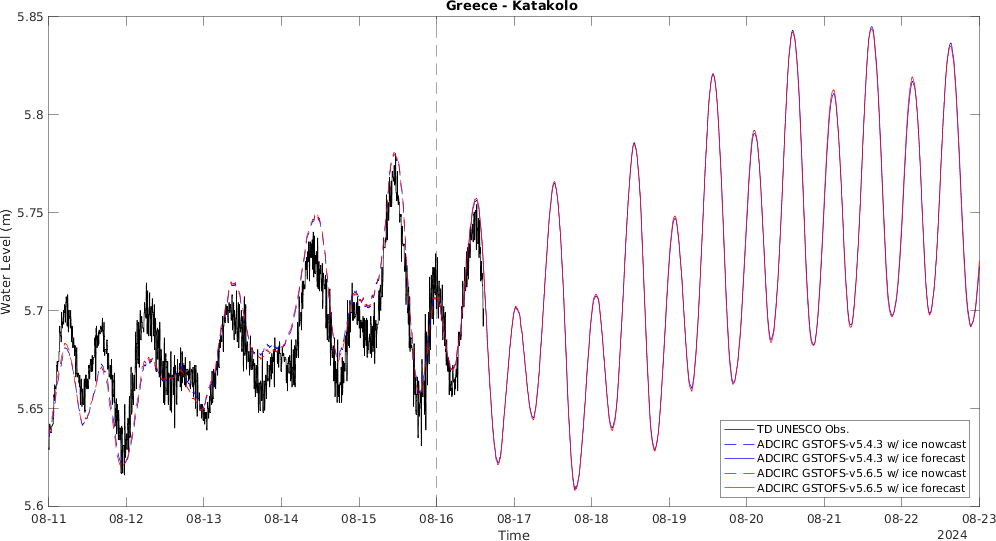 Greece - Katakolo
Water Level (m)
5.85
5.8
5.75
5.7
5.65
5.6
08-11 08-12 08-13 08-14 08-15 08-16 08-17 08-18 08-19 08-20 08-21 08-22 08-23
Time
2024
TD UNESCO Obs.
ADCIRC GSTOFS-v5.4.3 w/ ice nowcast
ADCIRC GSTOFS-v5.4.3 w/ ice forecast
ADCIRC GSTOFS-v5.6.5 w/ ice nowcast
ADCIRC GSTOFS-v5.6.5 w/ ice forecast